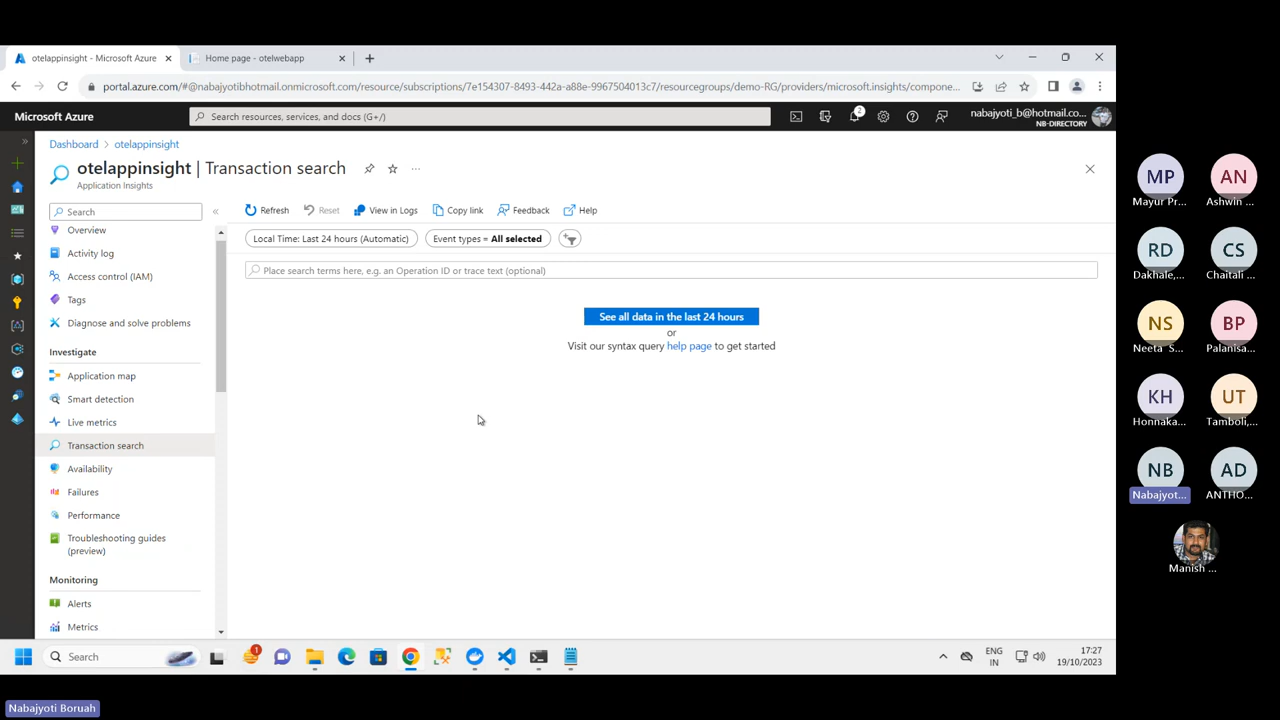 otelappinsight - Microsoft Azure
Home page - otelwebapp
portal.azure.com/#@nabajyotibhotmail.onmicrosoft.com/resource/subscriptions/7e154307-8493-442a-a88e-9967504013c7/resourcegroups/demo-RG/providers/microsoft.insights/compone...
Microsoft Azure
Search resources, services, and docs (G+/)
2
nabajyoti_b@hotmail.co...
NB-DIRECTORY
Dashboard > otelappinsight
otelappinsight | Transaction search
Application Insights
Search
Refresh
Reset
View in Logs
Copy link
Feedback
Help
Overview
Activity log
Access control (IAM)
Tags
Diagnose and solve problems
Investigate
Application map
Smart detection
Live metrics
Transaction search
Availability
Failures
Performance
Troubleshooting guides
(preview)
Monitoring
Alerts
Metrics
Local Time: Last 24 hours (Automatic)
Event types = All selected
Place search terms here, e.g. an Operation ID or trace text (optional)
See all data in the last 24 hours
or
Visit our syntax query help page to get started
MP
Mayur Pr...
AN
Ashwin ...
RD
Dakhale,...
CS
Chaitali ...
NS
Neeta S...
BP
Palanisa...
KH
Honnaka...
UT
Tamboli,...
NB
Nabajyot...
AD
ANTHO...
Manish ...
Search
1
ENG
IN
17:27
19/10/2023
Nabajyoti Boruah